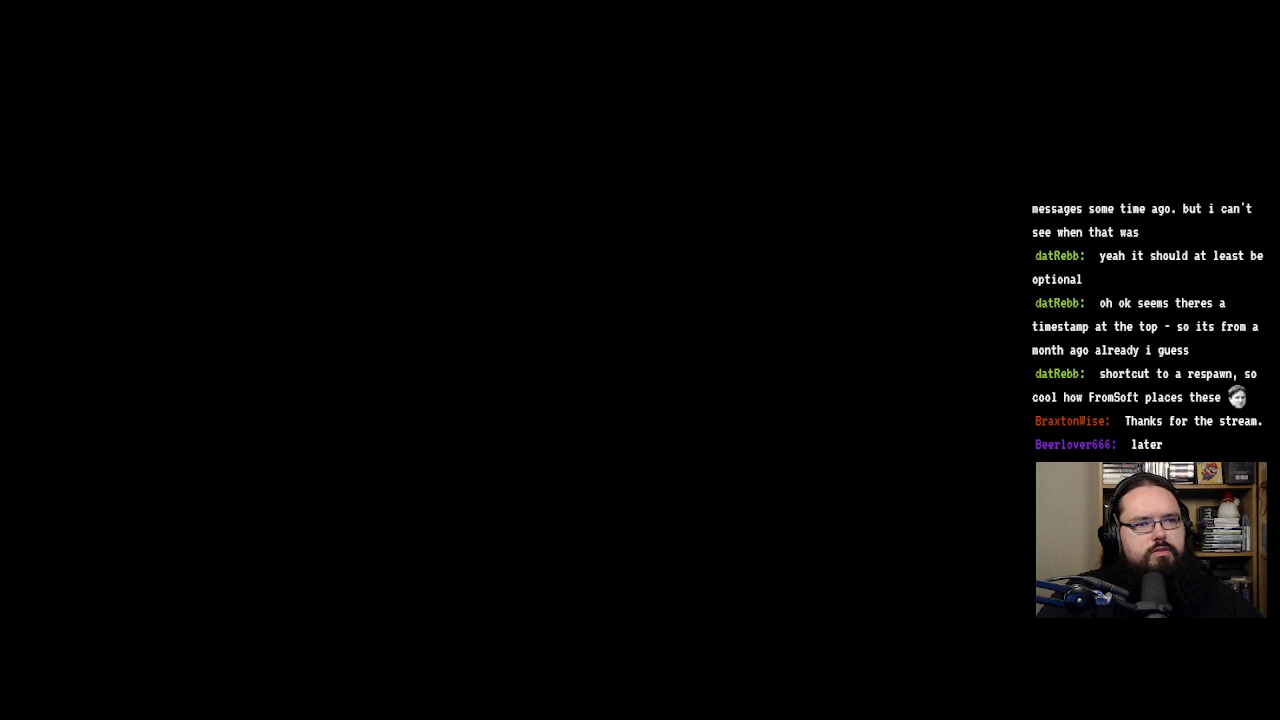 messages some time ago. but i can't
see when that was
datRebb: yeah it should at least be
optional
datRebb: oh ok seems theres a
timestamp at the top - so its from a
month ago already i guess
datRebb: shortcut to a respawn, so
cool how FromSoft places these
BraxtonWise: Thanks for the stream.
Beerlover666: later